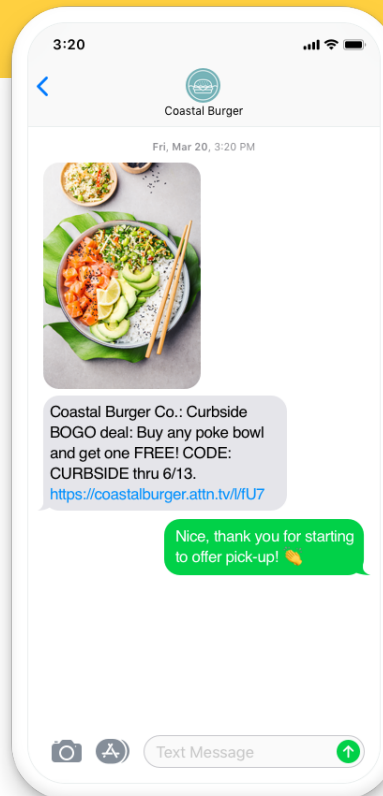 3:20
Coastal Burger
Fri, Mar 20, 3:20 PM
Coastal Burger Co.: Curbside
BOGO deal: Buy any poke bowl
and get one FREE! CODE:
CURBSIDE thru 6/13.
https://coastalburger.attn.tv/l/fU7
Nice, thank you for starting
to offer pick-up! 👏
Text Message